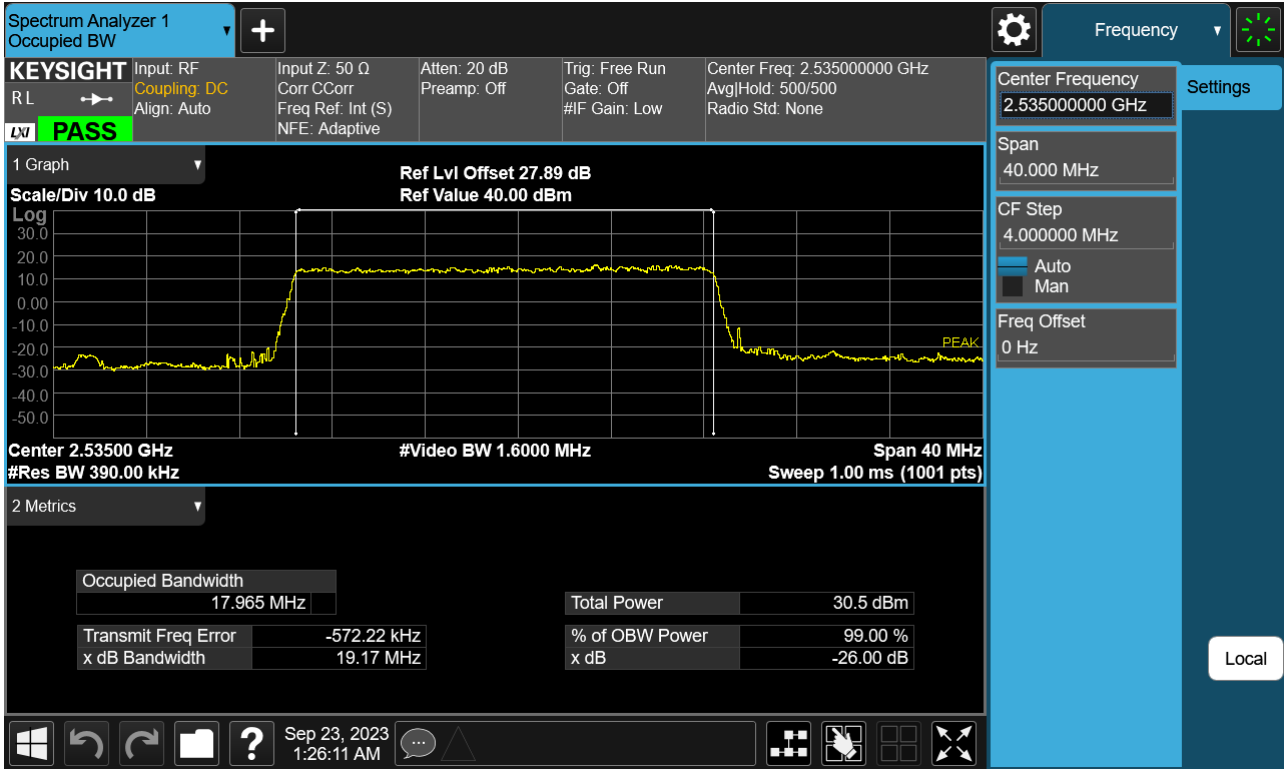 Spectrum Analyzer 1
Occupied BW
Frequency
KEYSIGHT
R L
LXI PASS
Input: RF
Coupling: DC
Align: Auto
Input Z: 50 Ω
Corr CCorr
Freq Ref: Int (S)
NFE: Adaptive
Atten: 20 dB
Preamp: Off
Trig: Free Run
Gate: Off
#IF Gain: Low
Center Freq: 2.535000000 GHz
Avg|Hold: 500/500
Radio Std: None
Center Frequency
2.535000000 GHz
Settings
Span
40.000 MHz
CF Step
4.000000 MHz
Auto
Man
Freq Offset
0 Hz
Local
1 Graph
Scale/Div 10.0 dB
Ref Lvl Offset 27.89 dB
Ref Value 40.00 dBm
Log
30.0
20.0
10.0
0.00
-10.0
-20.0
-30.0
-40.0
-50.0
PEAK
Center 2.53500 GHz
#Video BW 1.6000 MHz
Span 40 MHz
#Res BW 390.00 kHz
Sweep 1.00 ms (1001 pts)
2 Metrics
Occupied Bandwidth
17.965 MHz
Total Power 30.5 dBm
Transmit Freq Error -572.22 kHz
% of OBW Power 99.00 %
x dB Bandwidth 19.17 MHz
x dB -26.00 dB
?
Sep 23, 2023
1:26:11 AM